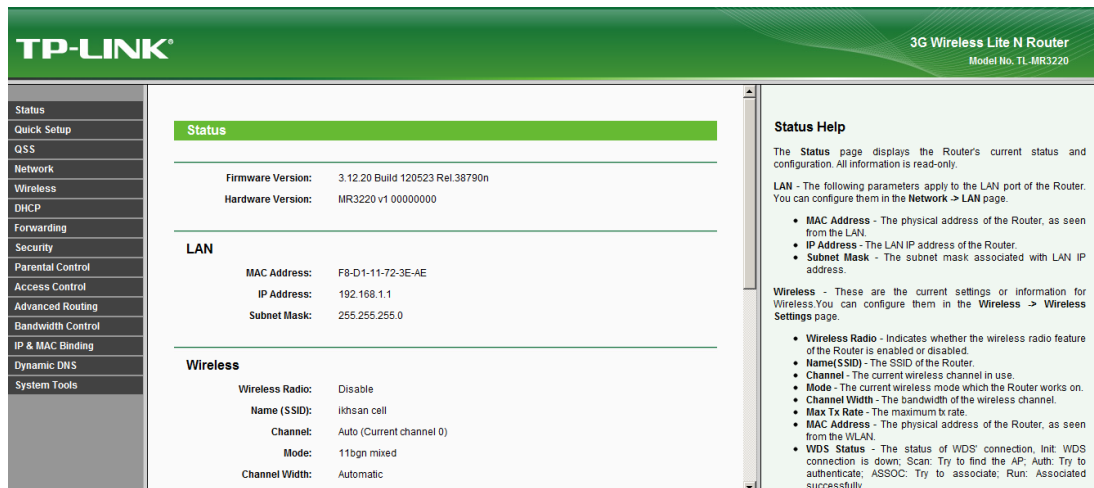 TP-LINK®
3G Wireless Lite N Router
Model No. TL-MR3220
Status
Quick Setup
QSS
Network
Wireless
DHCP
Forwarding
Security
Parental Control
Access Control
Advanced Routing
Bandwidth Control
IP & MAC Binding
Dynamic DNS
System Tools
Status
Firmware Version: 3.12.20 Build 120523 Rel.38790n
Hardware Version: MR3220 v1 00000000
LAN
MAC Address: F8-D1-11-72-3E-AE
IP Address: 192.168.1.1
Subnet Mask: 255.255.255.0
Wireless
Wireless Radio: Disable
Name (SSID): ikhsan cell
Channel: Auto (Current channel 0)
Mode: 11bgn mixed
Channel Width: Automatic
Status Help
The Status page displays the Router's current status and
configuration. All information is read-only.
LAN - The following parameters apply to the LAN port of the Router.
You can configure them in the Network -> LAN page.
• MAC Address - The physical address of the Router, as seen
from the LAN.
• IP Address - The LAN IP address of the Router.
• Subnet Mask - The subnet mask associated with LAN IP
address.
Wireless - These are the current settings or information for
Wireless.You can configure them in the Wireless -> Wireless
Settings page.
• Wireless Radio - Indicates whether the wireless radio feature
of the Router is enabled or disabled.
• Name(SSID) - The SSID of the Router.
• Channel - The current wireless channel in use.
• Mode - The current wireless mode which the Router works on.
• Channel Width - The bandwidth of the wireless channel.
• Max Tx Rate - The maximum tx rate.
• MAC Address - The physical address of the Router, as seen
from the WLAN.
• WDS Status - The status of WDS' connection, Init: WDS
connection is down; Scan: Try to find the AP; Auth: Try to
authenticate; ASSOC: Try to associate; Run: Associated
successfully